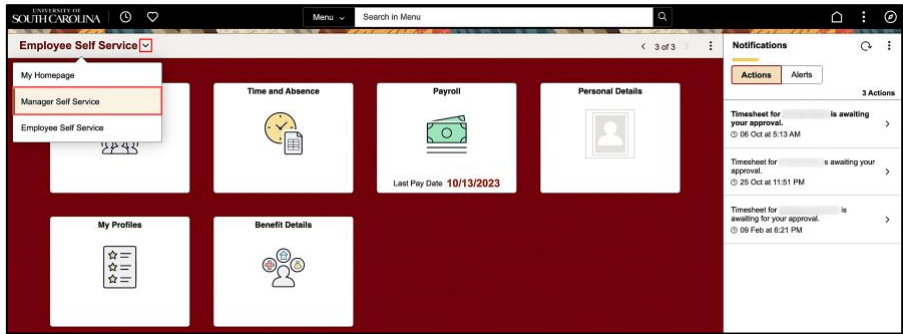 UNIVERSITY OF
SOUTH CAROLINA
Menu
Search in Menu
Employee Self Service
3 of 3
My Homepage
Manager Self Service
Employee Self Service
Time and Absence
Payroll
Last Pay Date 10/13/2023
Personal Details
My Profiles
Benefit Details
Notifications
Actions
Alerts
3 Actions
Timesheet for is awaiting
your approval.
06 Oct at 5:13 AM
Timesheet for s awaiting your
approval.
25 Oct at 11:51 PM
Timesheet for is
awaiting for your approval.
09 Feb at 6:21 PM